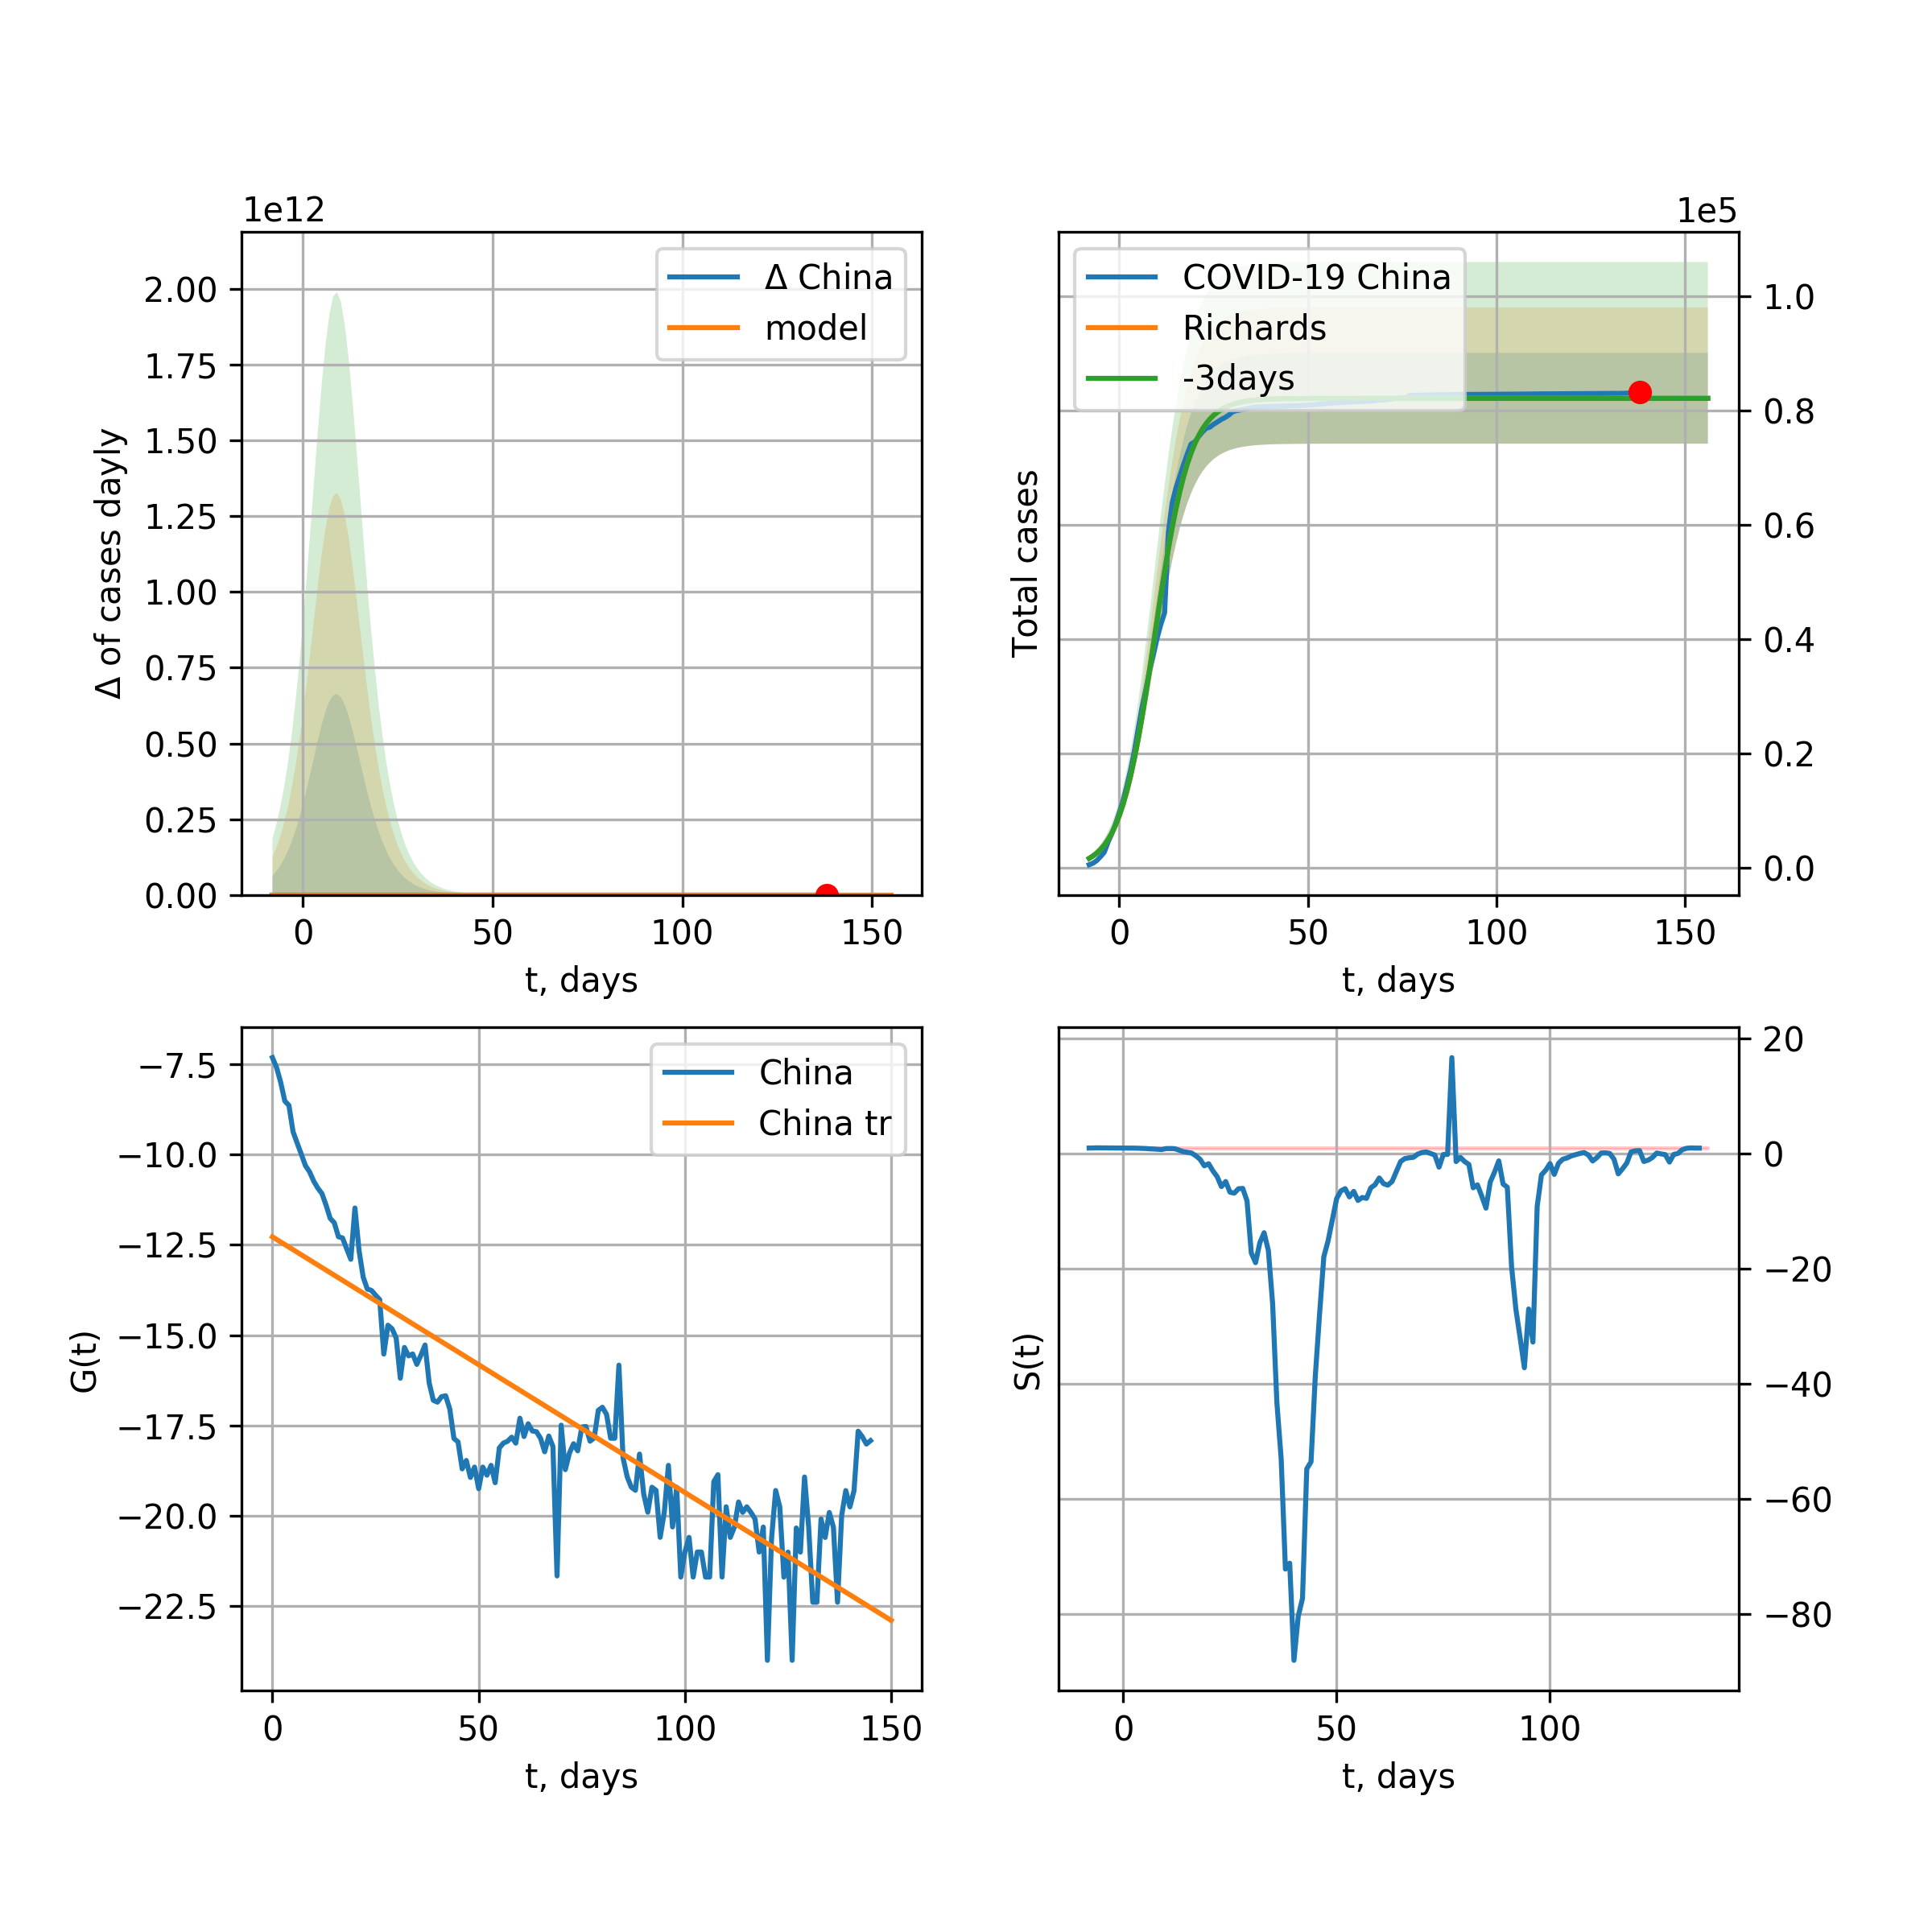 1e12
2.00
1.75
1.50
1.25
1.00
0.75
0.50
0.25
0.00
Δ of cases dayly
Δ China
model
0 50 100 150
t, days
1e5
COVID-19 China
Richards
-3days
Total cases
1.0
0.8
0.6
0.4
0.2
0.0
0 50 100 150
t, days
−7.5
−10.0
−12.5
−15.0
−17.5
−20.0
−22.5
G(t)
China
China tr
0 50 100 150
t, days
S(t)
20
0
−20
−40
−60
−80
0 50 100
t, days